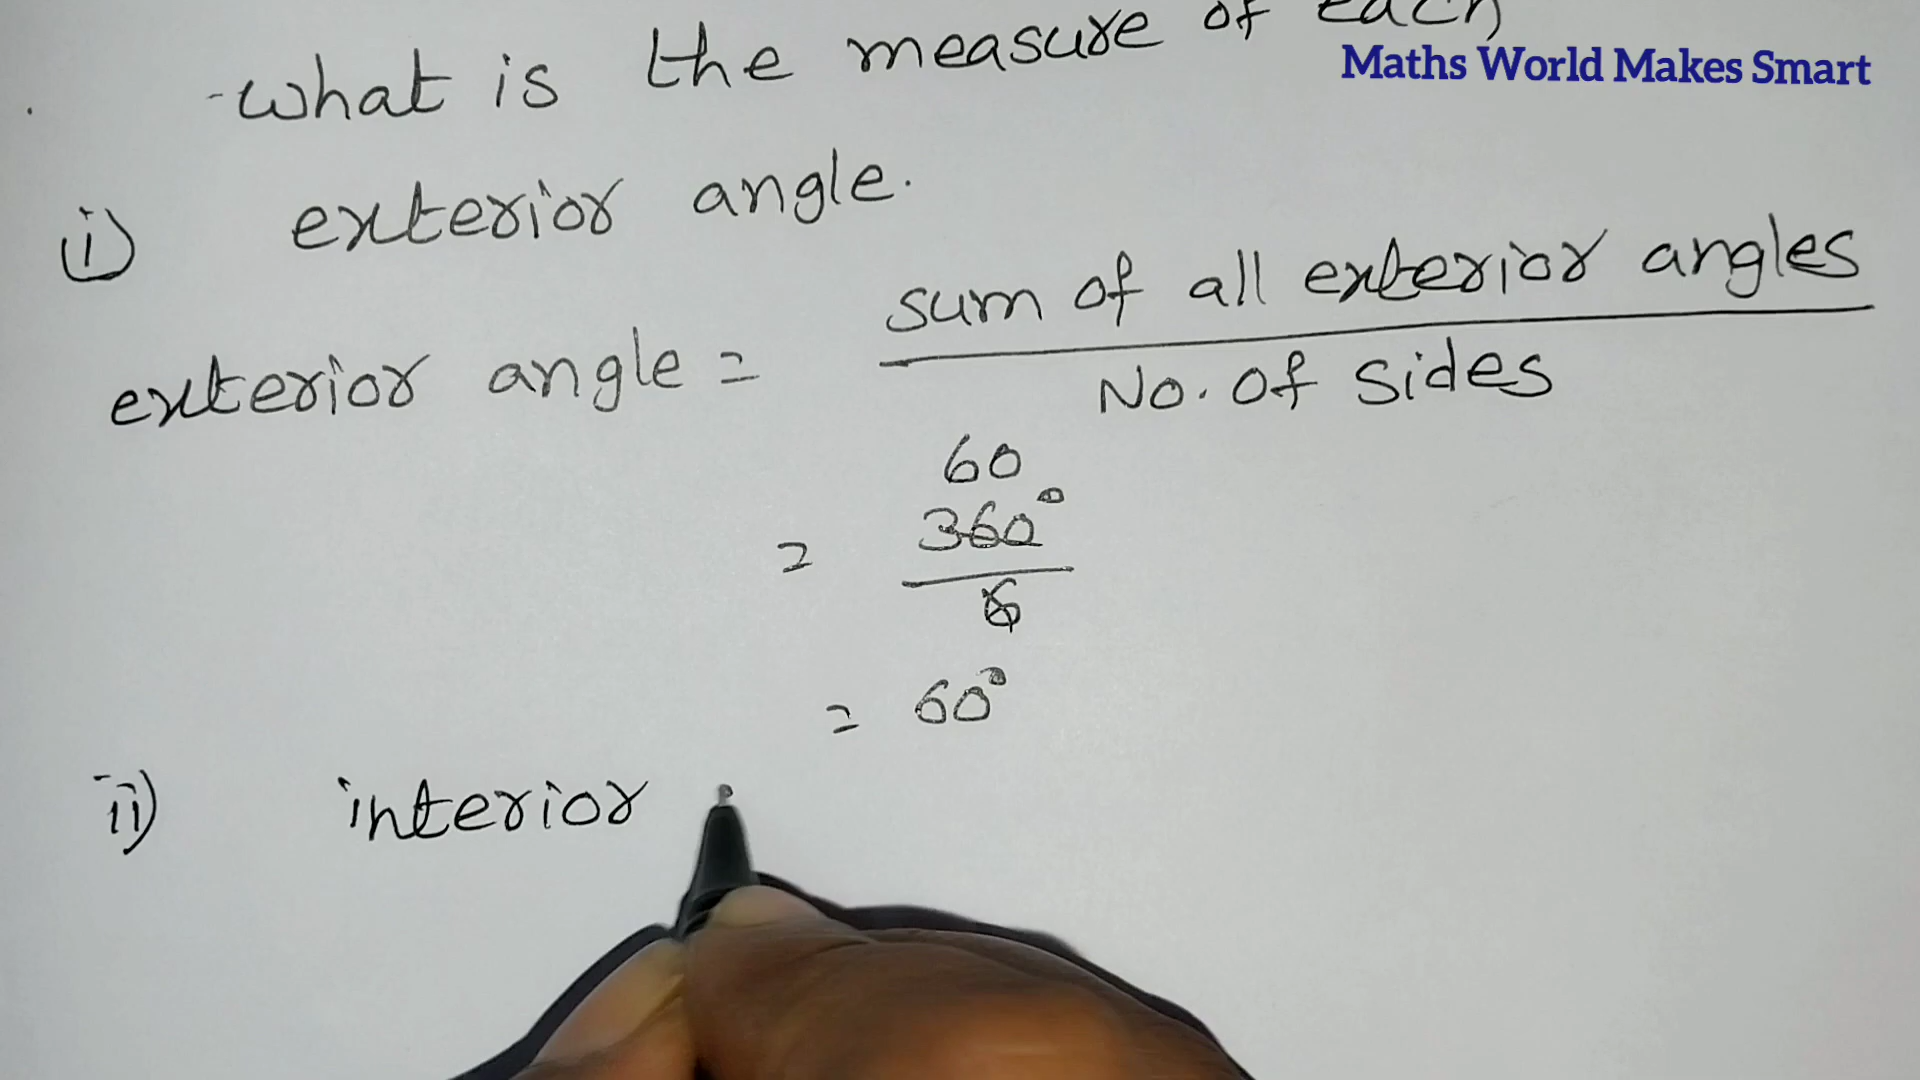 what is the measure of each
Maths World Makes Smart
i) exterior angle.
exterior angle = sum of all exterior angles
No. of sides
60
= 360°
6
= 60°
ii) interior